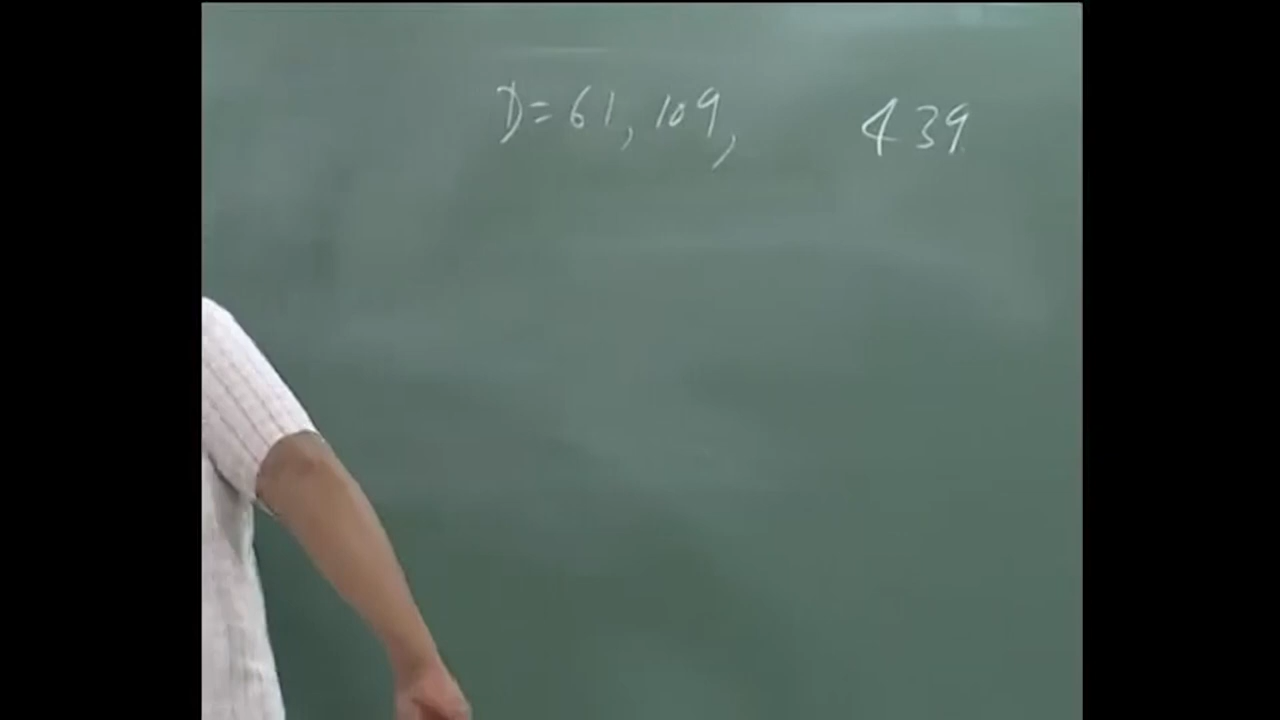 D = 61, 109, 439